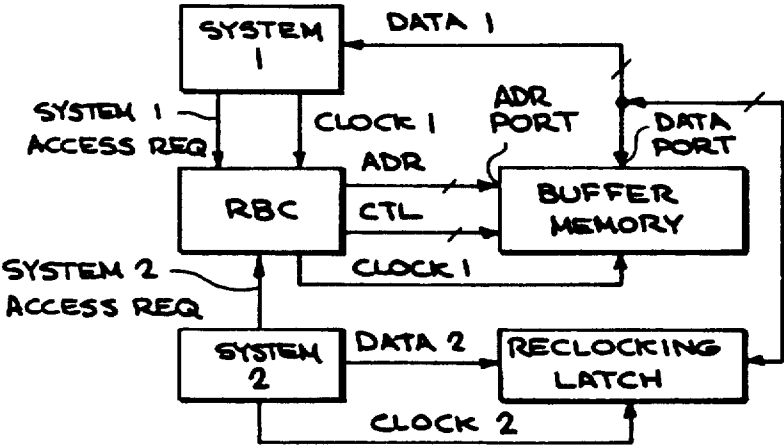 SYSTEM
1
DATA 1
SYSTEM 1
ACCESS REQ
CLOCK 1
ADR
PORT
DATA
PORT
ADR
RBC
CTL
BUFFER
MEMORY
CLOCK 1
SYSTEM 2
ACCESS REQ
SYSTEM
2
DATA 2
RECLOCKING
LATCH
CLOCK 2